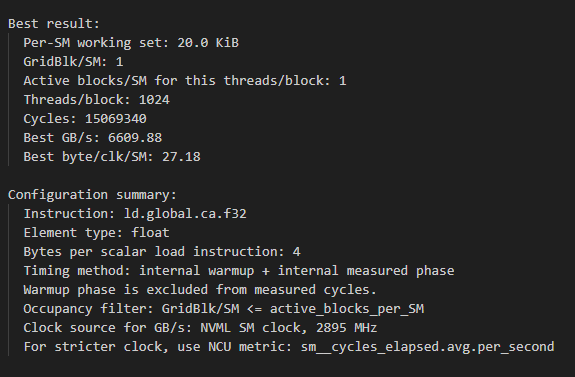 Best result:
Per-SM working set: 20.0 KiB
GridBlk/SM: 1
Active blocks/SM for this threads/block: 1
Threads/block: 1024
Cycles: 15069340
Best GB/s: 6609.88
Best byte/clk/SM: 27.18
Configuration summary:
Instruction: ld.global.ca.f32
Element type: float
Bytes per scalar load instruction: 4
Timing method: internal warmup + internal measured phase
Warmup phase is excluded from measured cycles.
Occupancy filter: GridBlk/SM <= active_blocks_per_SM
Clock source for GB/s: NVML SM clock, 2895 MHz
For stricter clock, use NCU metric: sm__cycles_elapsed.avg.per_second